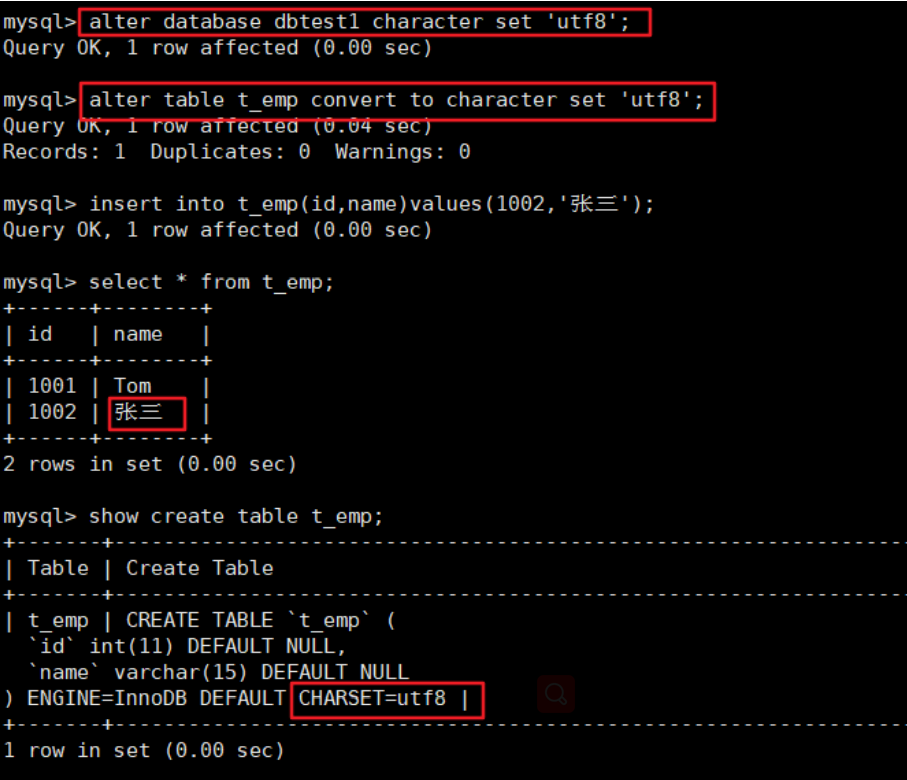 mysql> alter database dbtest1 character set 'utf8';
Query OK, 1 row affected (0.00 sec)
mysql> alter table t_emp convert to character set 'utf8';
Query OK, 1 row affected (0.04 sec)
Records: 1  Duplicates: 0  Warnings: 0
mysql> insert into t_emp(id,name)values(1002,'张三');
Query OK, 1 row affected (0.00 sec)
mysql> select * from t_emp;
+------+--------+
| id   | name   |
+------+--------+
| 1001 | Tom    |
| 1002 | 张三   |
+------+--------+
2 rows in set (0.00 sec)
mysql> show create table t_emp;
+-------+-----------------------------------------------------------------
| Table | Create Table
+-------+-----------------------------------------------------------------
| t_emp | CREATE TABLE `t_emp` (
  `id` int(11) DEFAULT NULL,
  `name` varchar(15) DEFAULT NULL
) ENGINE=InnoDB DEFAULT CHARSET=utf8 |
+-------+-----------------------------------------------------------------
1 row in set (0.00 sec)